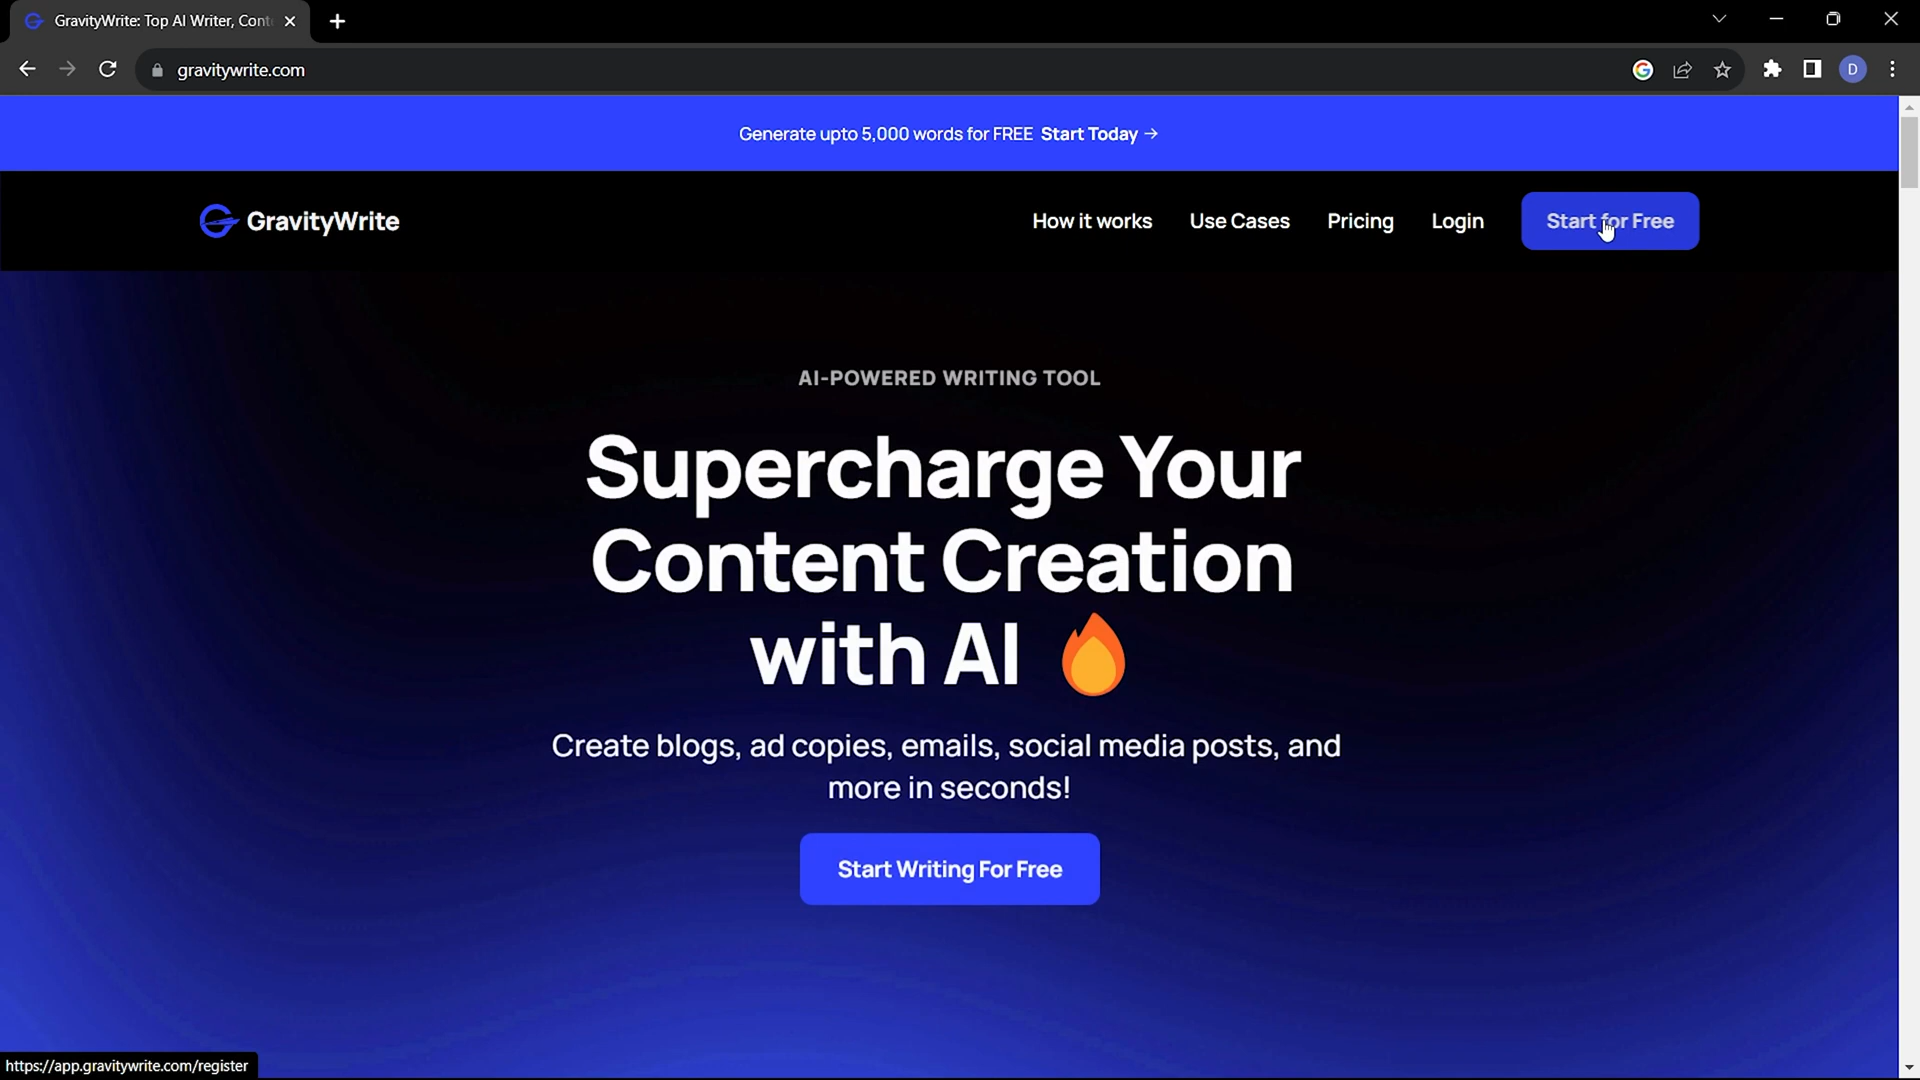 GravityWrite: Top AI Writer, Cont
gravitywrite.com
D
Generate upto 5,000 words for FREE Start Today →
GravityWrite
How it works
Use Cases
Pricing
Login
Start for Free
AI-POWERED WRITING TOOL
Supercharge Your
Content Creation
with AI
Create blogs, ad copies, emails, social media posts, and
more in seconds!
Start Writing For Free
https://app.gravitywrite.com/register